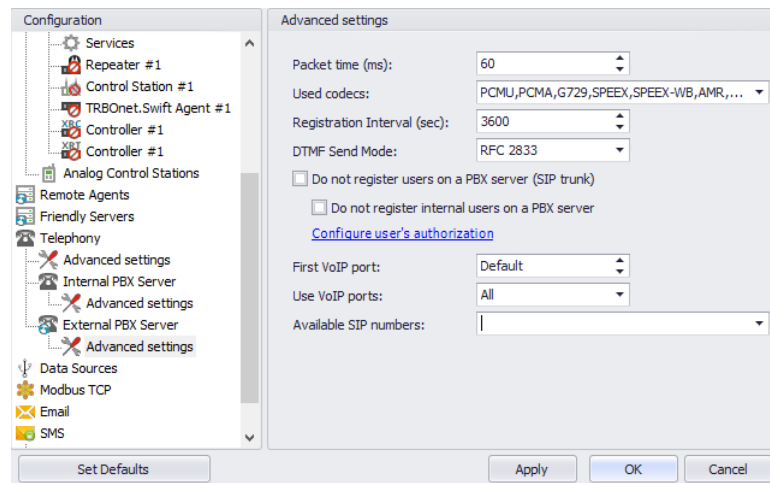 Configuration
Services
Repeater #1
Control Station #1
TRBOnet.Swift Agent #1
XRC Controller #1
XRT Controller #1
Analog Control Stations
Remote Agents
Friendly Servers
Telephony
Advanced settings
Internal PBX Server
Advanced settings
External PBX Server
Advanced settings
Data Sources
Modbus TCP
Email
SMS
Advanced settings
Packet time (ms): 60
Used codecs: PCMU,PCMA,G729,SPEEX,SPEEX-WB,AMR,...
Registration Interval (sec): 3600
DTMF Send Mode: RFC 2833
Do not register users on a PBX server (SIP trunk)
Do not register internal users on a PBX server
Configure user's authorization
First VoIP port: Default
Use VoIP ports: All
Available SIP numbers:
Set Defaults Apply OK Cancel